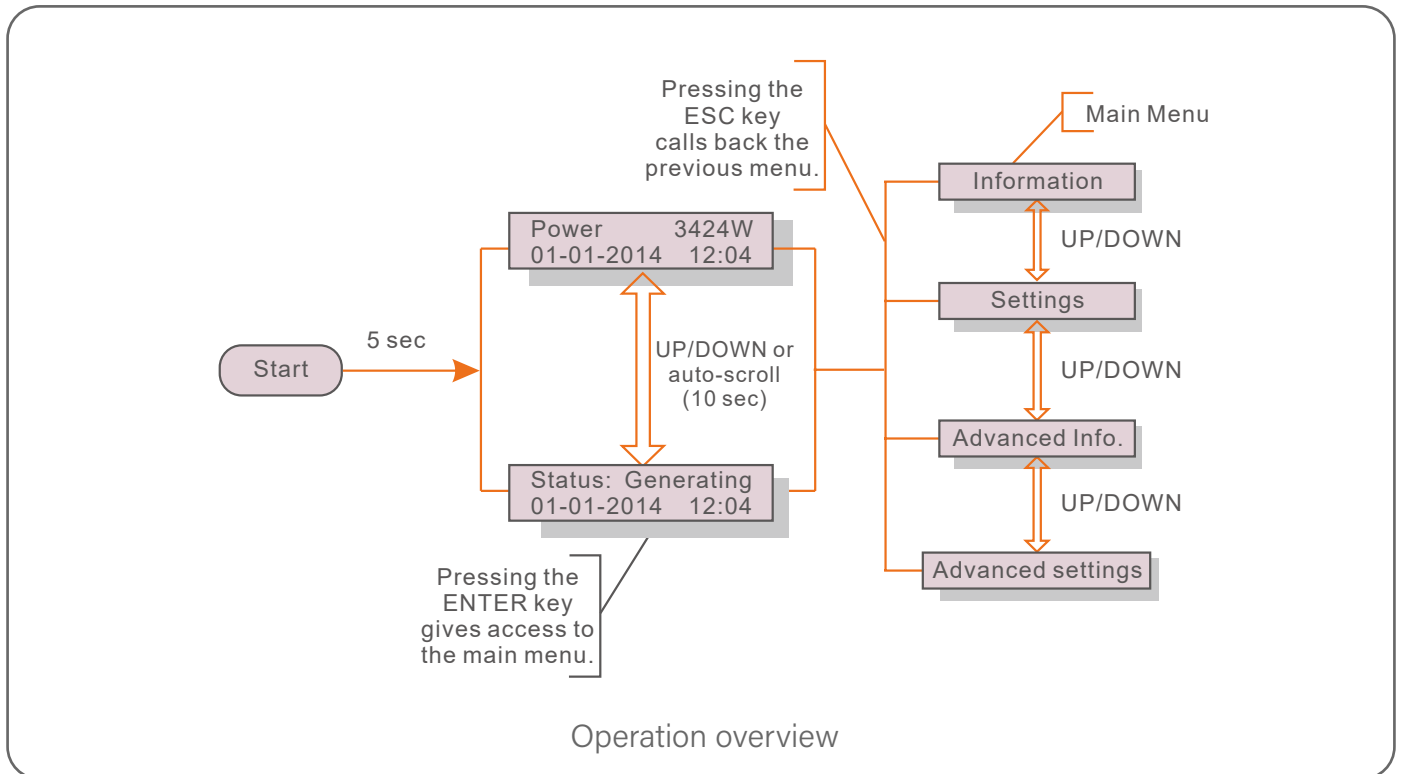 Pressing the
ESC key
calls back the
previous menu.
Main Menu
Information
UP/DOWN
Power 3424W
01-01-2014 12:04
Settings
5 sec
Start
UP/DOWN or
auto-scroll
(10 sec)
UP/DOWN
Advanced Info.
Status: Generating
01-01-2014 12:04
UP/DOWN
Advanced settings
Pressing the
ENTER key
gives access to
the main menu.
Operation overview